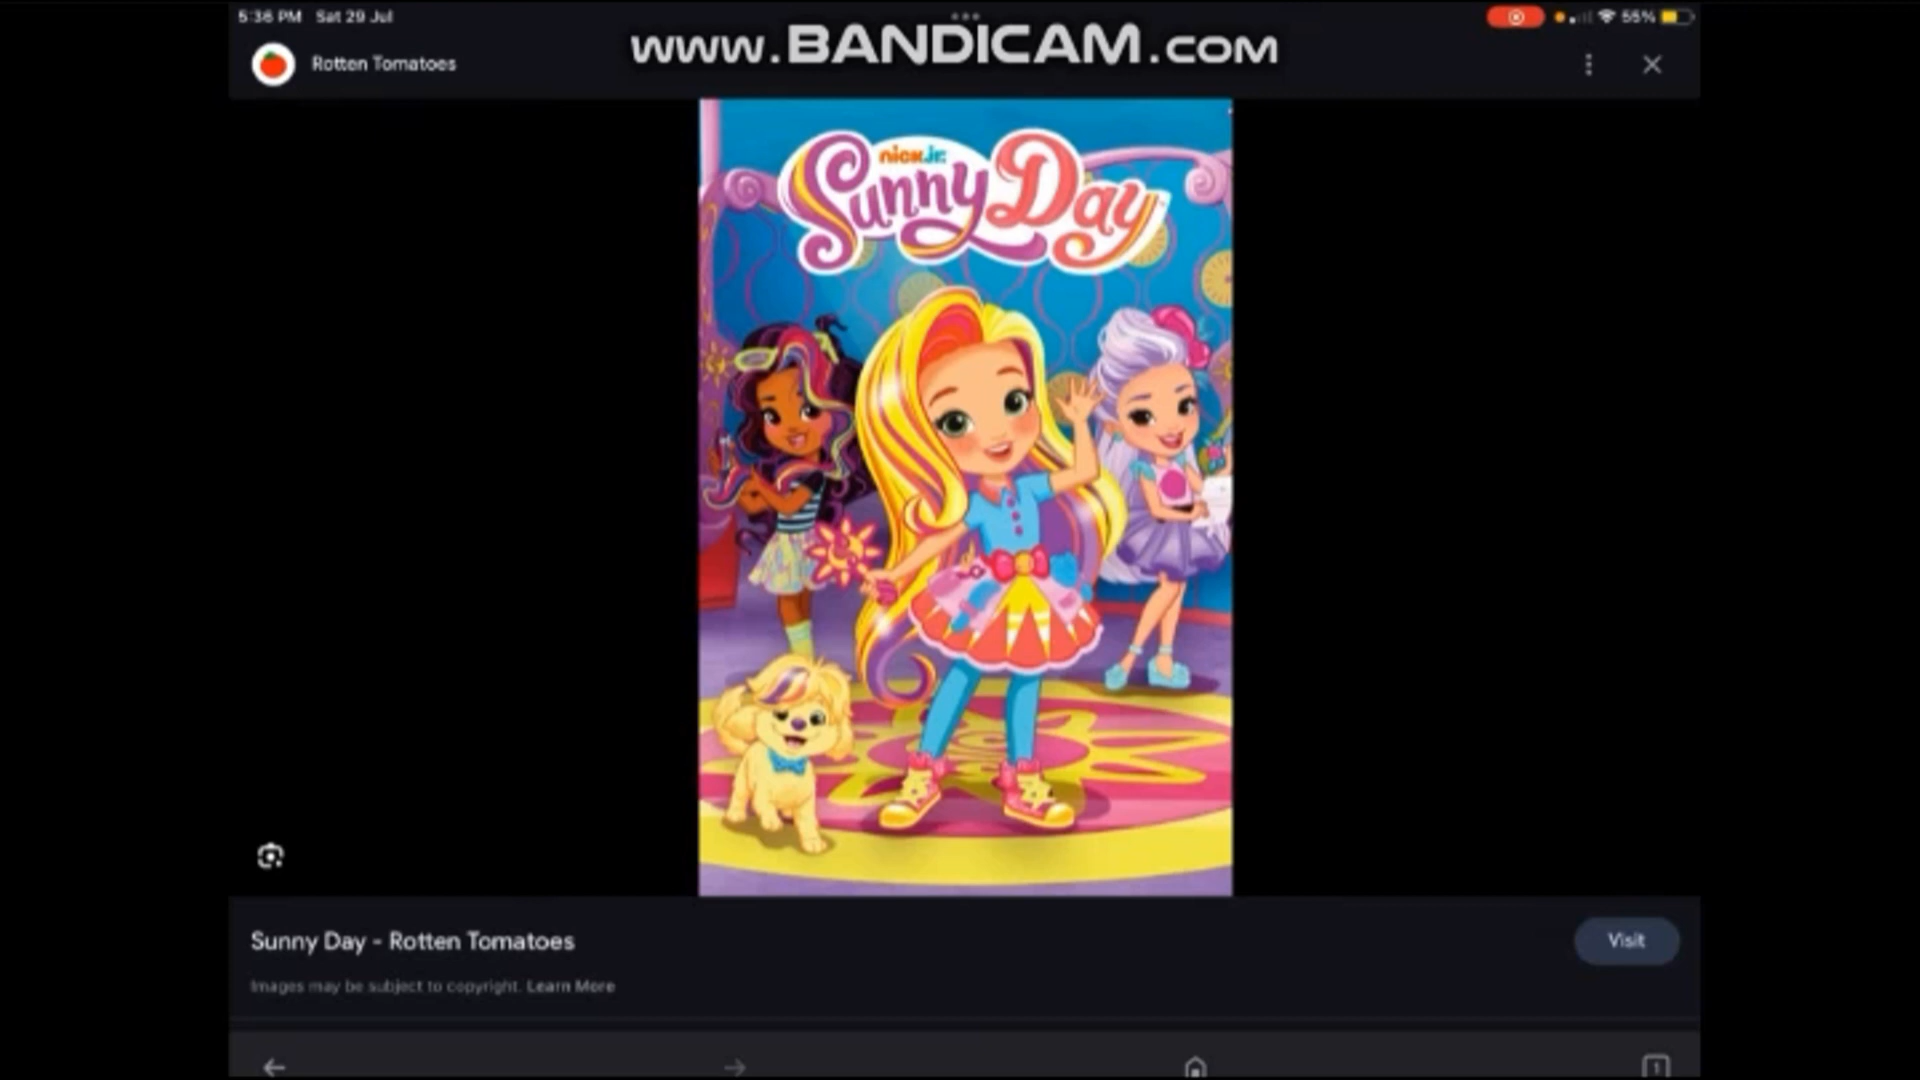 5:36 PM Sat 29 Jul
55%
www.BANDICAM.com
Rotten Tomatoes
nick jr.
Sunny Day
Sunny Day - Rotten Tomatoes
Visit
Images may be subject to copyright. Learn More
1